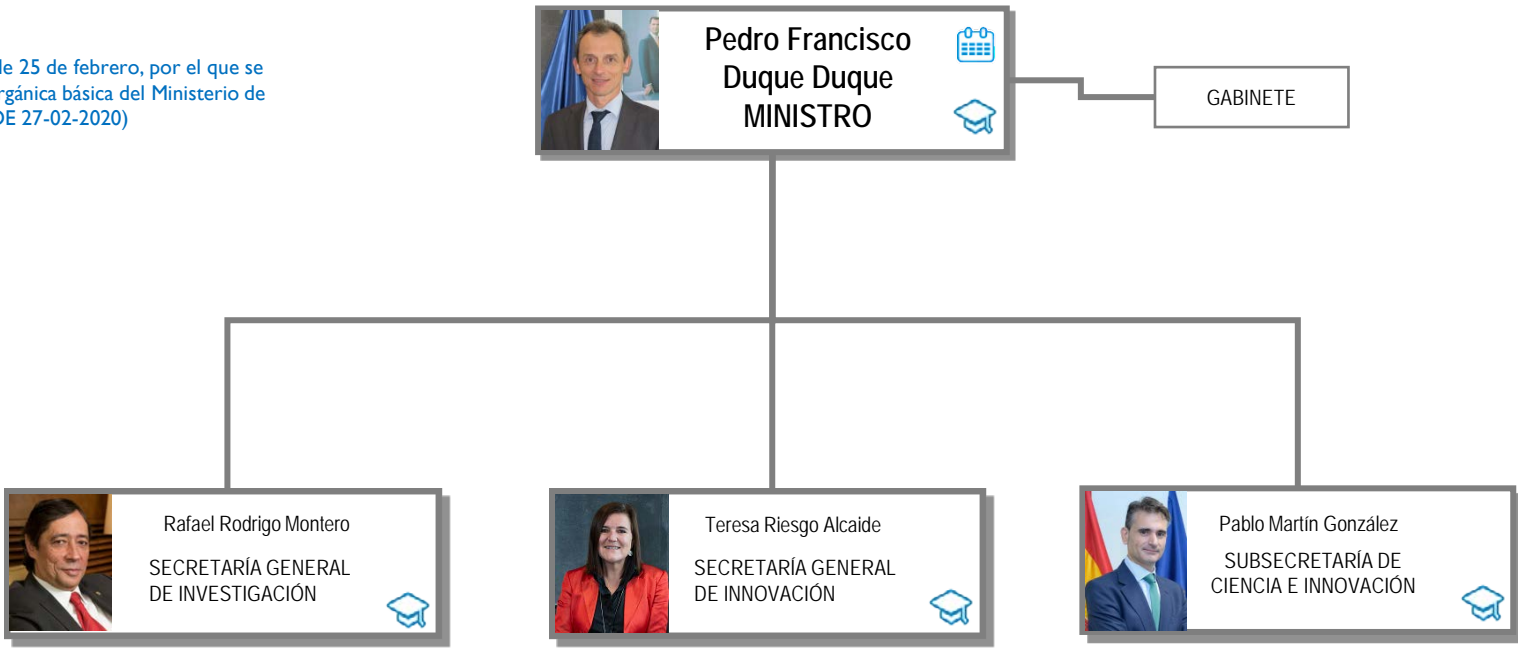 de 25 de febrero, por el que se
orgánica básica del Ministerio de
27-02-2020)
Pedro Francisco
Duque Duque
MINISTRO
GABINETE
Rafael Rodrigo Montero
SECRETARÍA GENERAL
DE INVESTIGACIÓN
Teresa Riesgo Alcaide
SECRETARÍA GENERAL
DE INNOVACIÓN
Pablo Martín González
SUBSECRETARÍA DE
CIENCIA E INNOVACIÓN